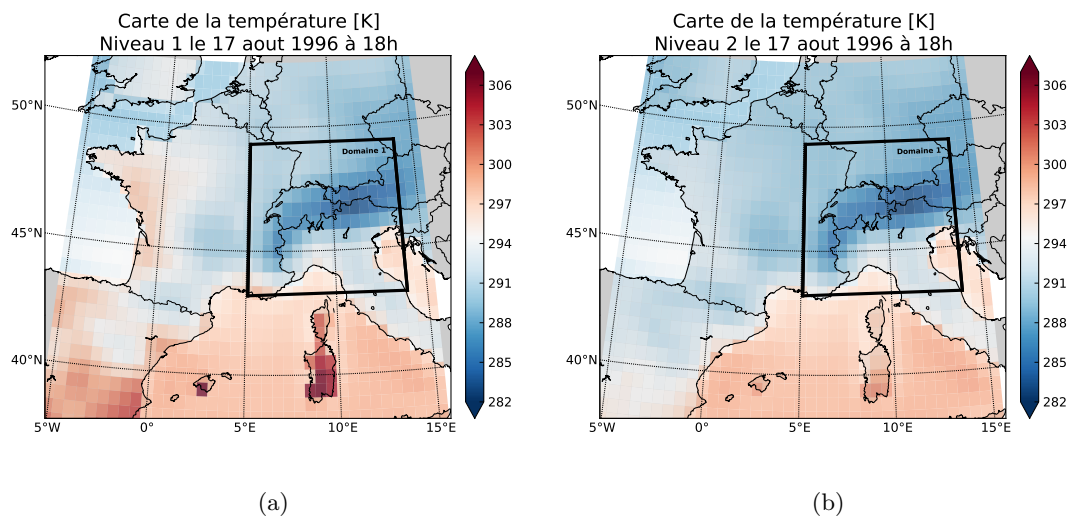 Carte de la température [K]
Niveau 1 le 17 aout 1996 à 18h
50°N
45°N
40°N
5°W
0°
5°E
10°E
15°E
Domaine 1
306
303
300
297
294
291
288
285
282
(a)
Carte de la température [K]
Niveau 2 le 17 aout 1996 à 18h
50°N
45°N
40°N
5°W
0°
5°E
10°E
15°E
Domaine 1
306
303
300
297
294
291
288
285
282
(b)